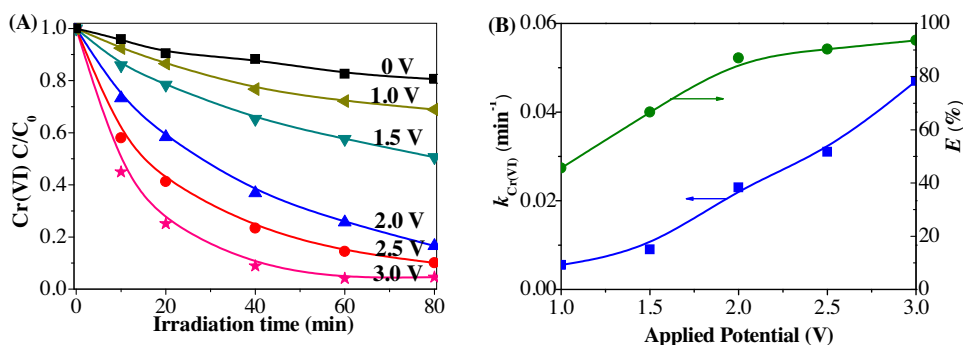 (A)
Cr(VI) C/C₀
1.0
0.8
0.6
0.4
0.2
0.0
0 V
1.0 V
1.5 V
2.0 V
2.5 V
3.0 V
0 20 40 60 80
Irradiation time (min)
(B)
k Cr(VI) (min⁻¹)
0.06
0.04
0.02
0.00
100
80
60
40
20
0
E (%)
1.0 1.5 2.0 2.5 3.0
Applied Potential (V)